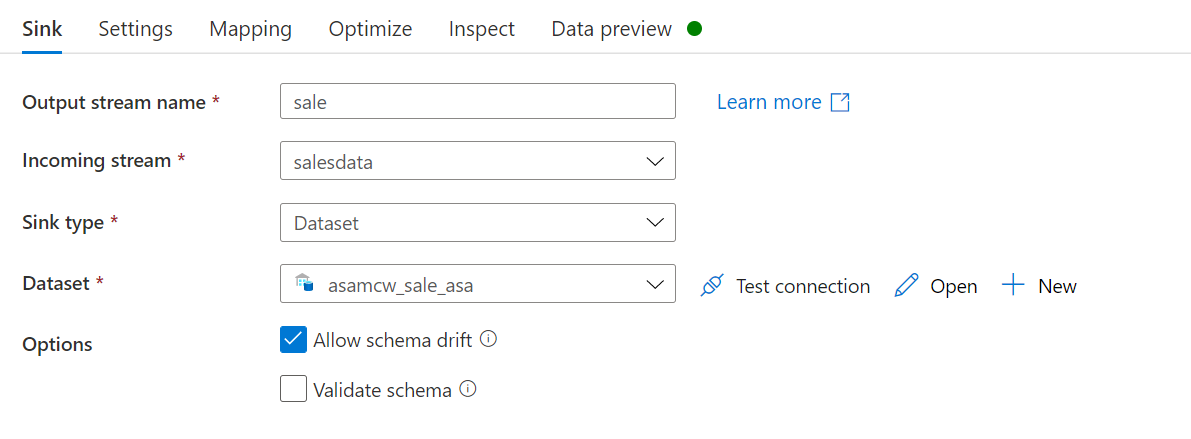 Sink Settings Mapping Optimize Inspect Data preview
Output stream name * sale Learn more
Incoming stream * salesdata
Sink type * Dataset
Dataset * asamcw_sale_asa Test connection Open New
Options Allow schema drift
Validate schema